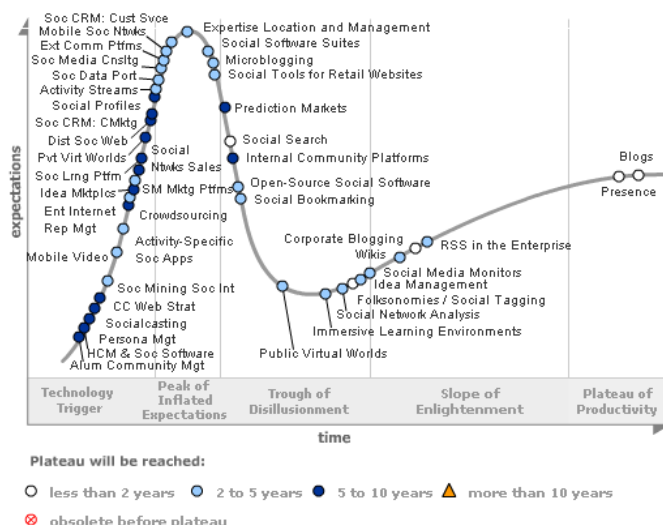 Soc CRM: Cust Svce
Mobile Soc Ntwks
Ext Comm Ptfms
Soc Media Cnsltg
Soc Data Port
Activity Streams
Social Profiles
Soc CRM: CMktg
Dist Soc Web
Pvt Virt Worlds
Social
Ntwks Sales
Soc Lrng Ptfm
Idea Mktplcs
SM Mktg Ptfms
Ent Internet
Rep Mgt
Crowdsourcing
Mobile Video
Activity-Specific
Soc Apps
Soc Mining Soc Int
CC Web Strat
Socialcasting
Persona Mgt
HCM & Soc Software
Alum Community Mgt
Expertise Location and Management
Social Software Suites
Microblogging
Social Tools for Retail Websites
Prediction Markets
Social Search
Internal Community Platforms
Open-Source Social Software
Social Bookmarking
Public Virtual Worlds
Immersive Learning Environments
Social Network Analysis
Folksonomies / Social Tagging
Idea Management
Social Media Monitors
Wikis
Corporate Blogging
RSS in the Enterprise
Blogs
Presence
expectations
Technology
Trigger
Peak of
Inflated
Expectations
Trough of
Disillusionment
Slope of
Enlightenment
Plateau of
Productivity
time
Plateau will be reached:
less than 2 years
2 to 5 years
5 to 10 years
more than 10 years
obsolete before plateau